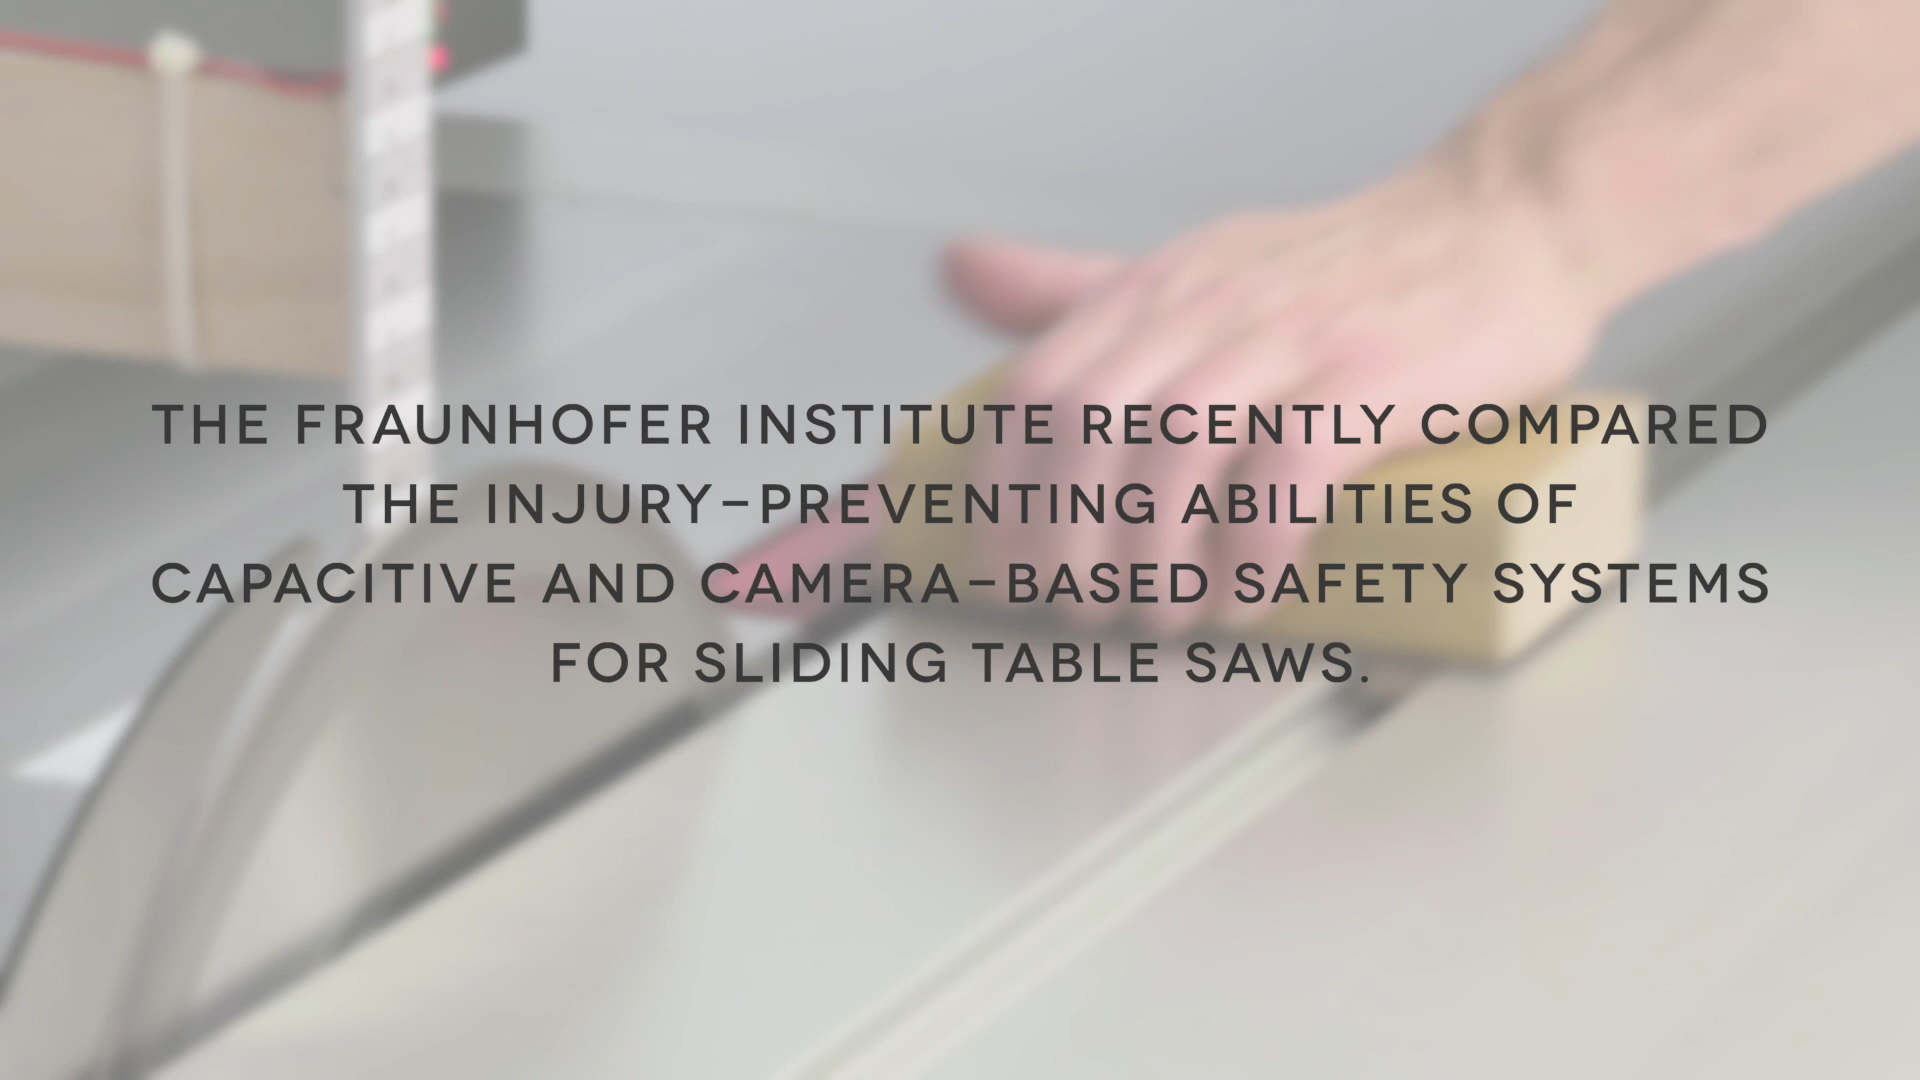 THE FRAUNHOFER INSTITUTE RECENTLY COMPARED
THE INJURY-PREVENTING ABILITIES OF
CAPACITIVE AND CAMERA-BASED SAFETY SYSTEMS
FOR SLIDING TABLE SAWS.